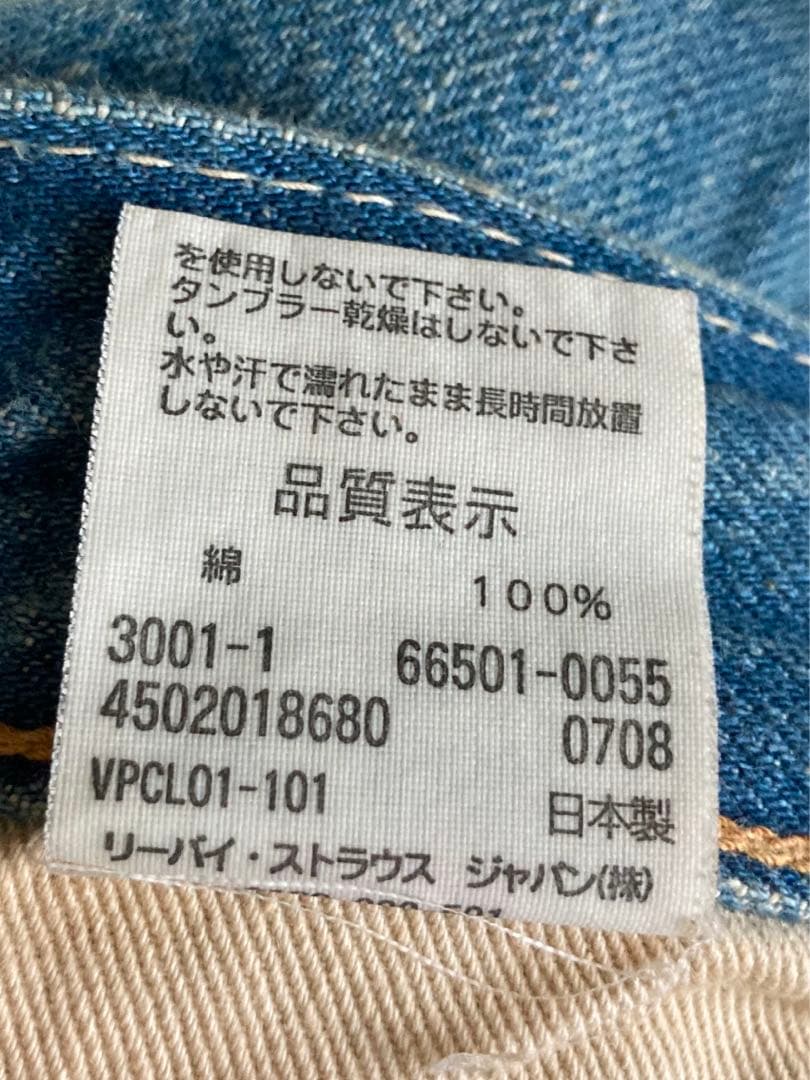 を使用しないで下さい。
タンブラー乾燥はしないで下さ
い。
水や汗で濡れたまま長時間放置
しないで下さい。
品質表示
綿 100%
3001-1 66501-0055
4502018680 0708
VPCL01-101 日本製
リーバイ・ストラウス ジャパン(株)